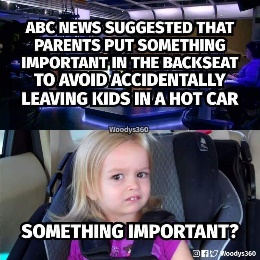 ABC NEWS SUGGESTED THAT
PARENTS PUT SOMETHING
IMPORTANT IN THE BACKSEAT
TO AVOID ACCIDENTALLY
LEAVING KIDS IN A HOT CAR
Woodys360
SOMETHING IMPORTANT?
Woodys360